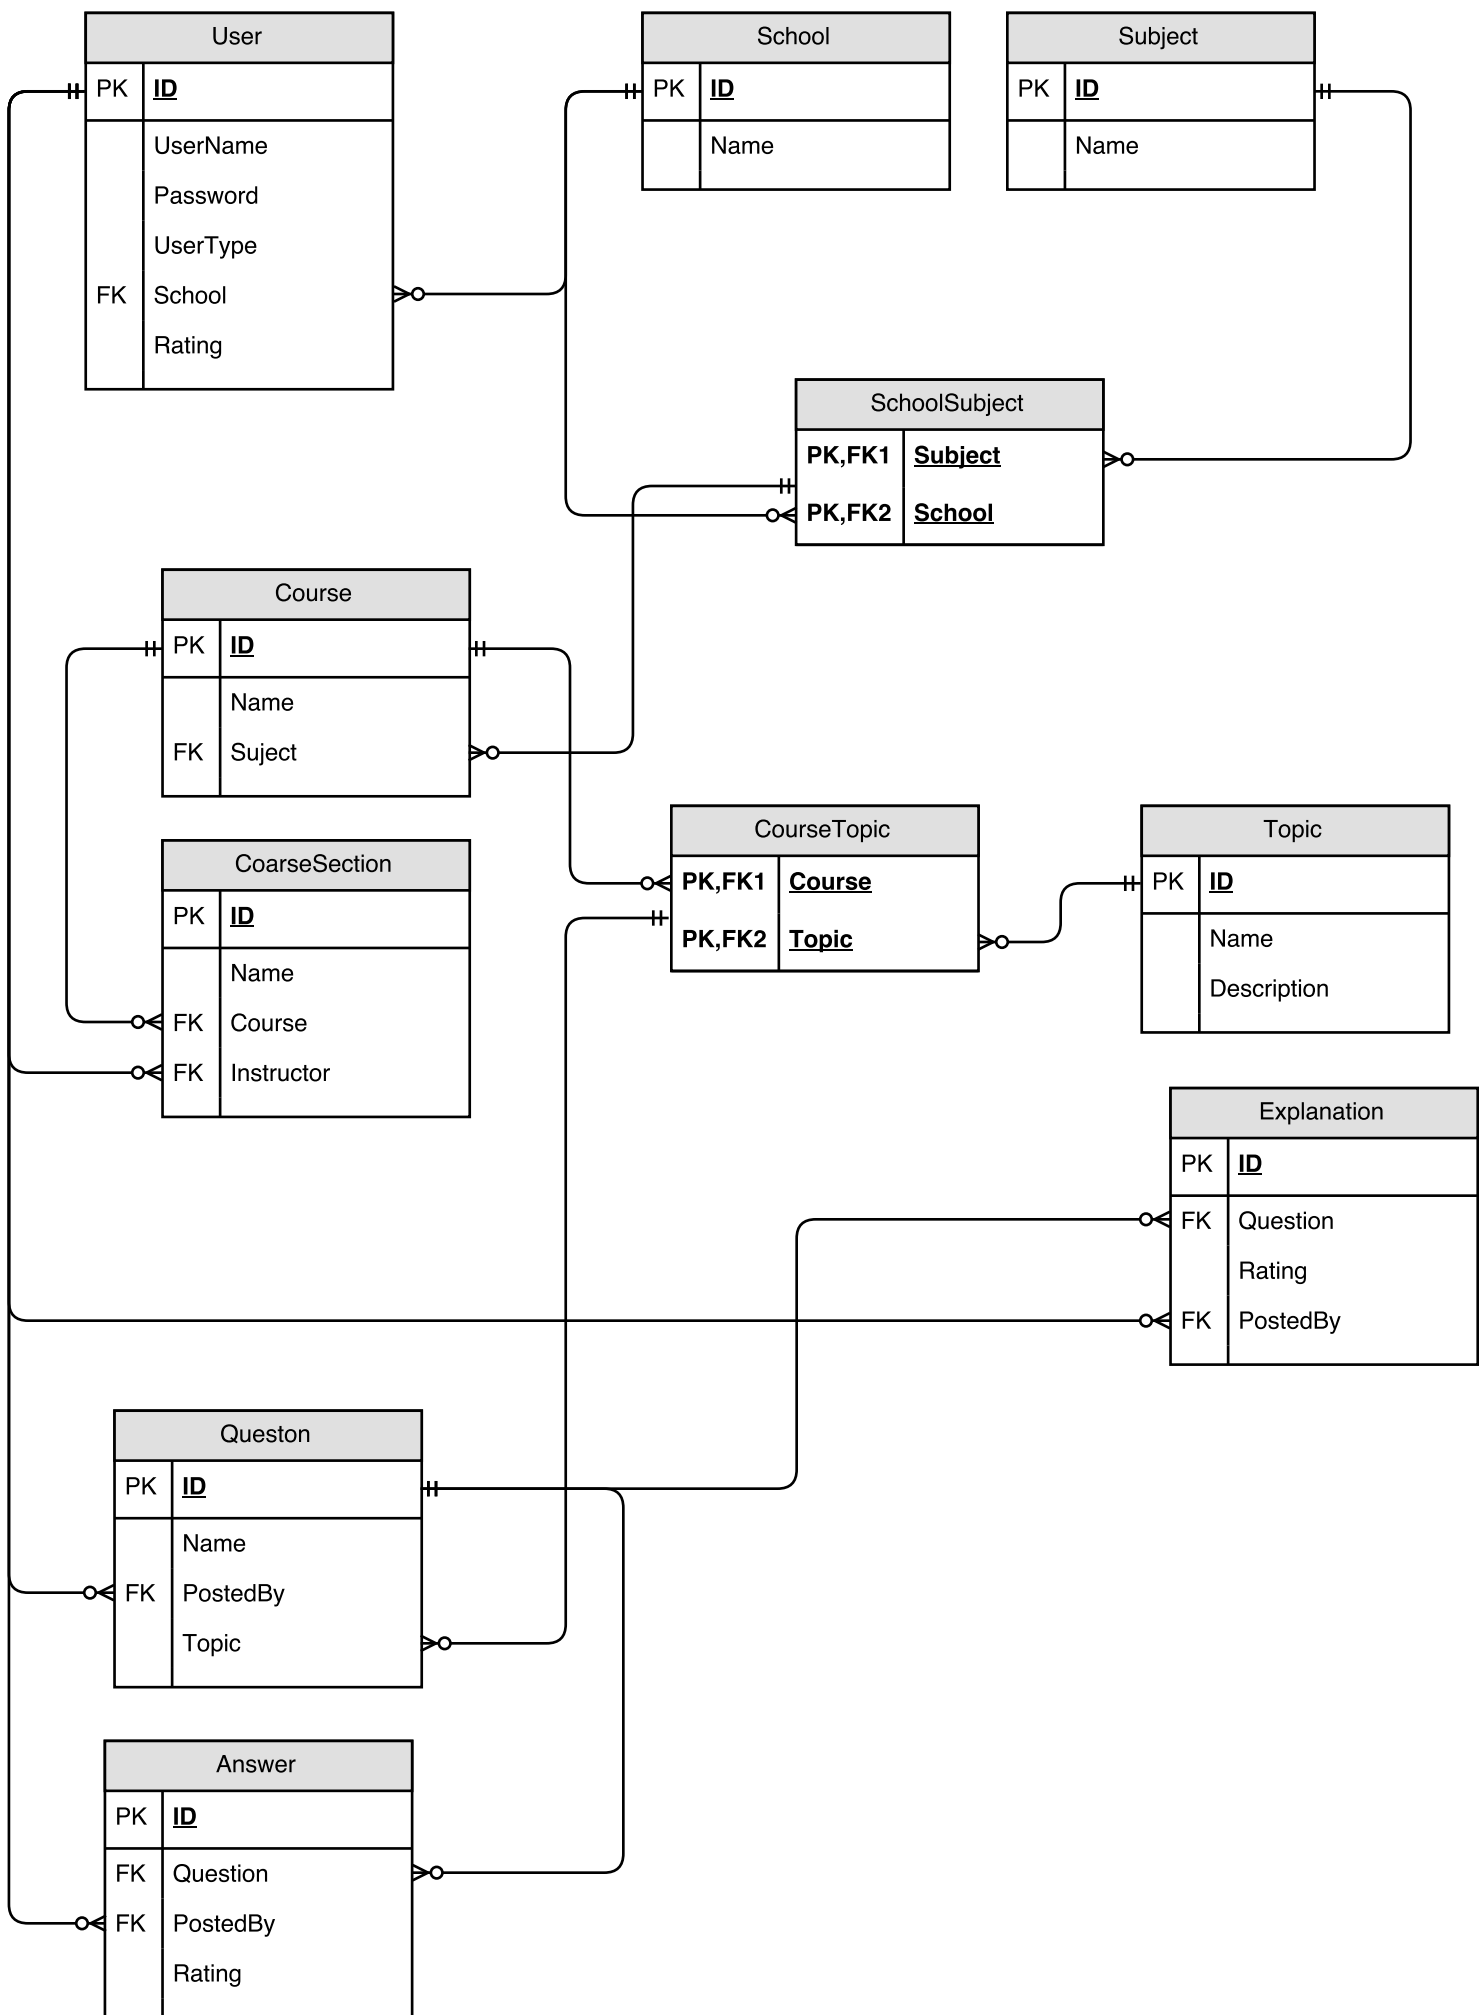 User
PK ID
UserName
Password
UserType
FK School
Rating
School
PK ID
Name
Subject
PK ID
Name
SchoolSubject
PK,FK1 Subject
PK,FK2 School
Course
PK ID
Name
FK Suject
CoarseSection
PK ID
Name
FK Course
FK Instructor
CourseTopic
PK,FK1 Course
PK,FK2 Topic
Topic
PK ID
Name
Description
Explanation
PK ID
FK Question
Rating
FK PostedBy
Queston
PK ID
Name
FK PostedBy
Topic
Answer
PK ID
FK Question
FK PostedBy
Rating